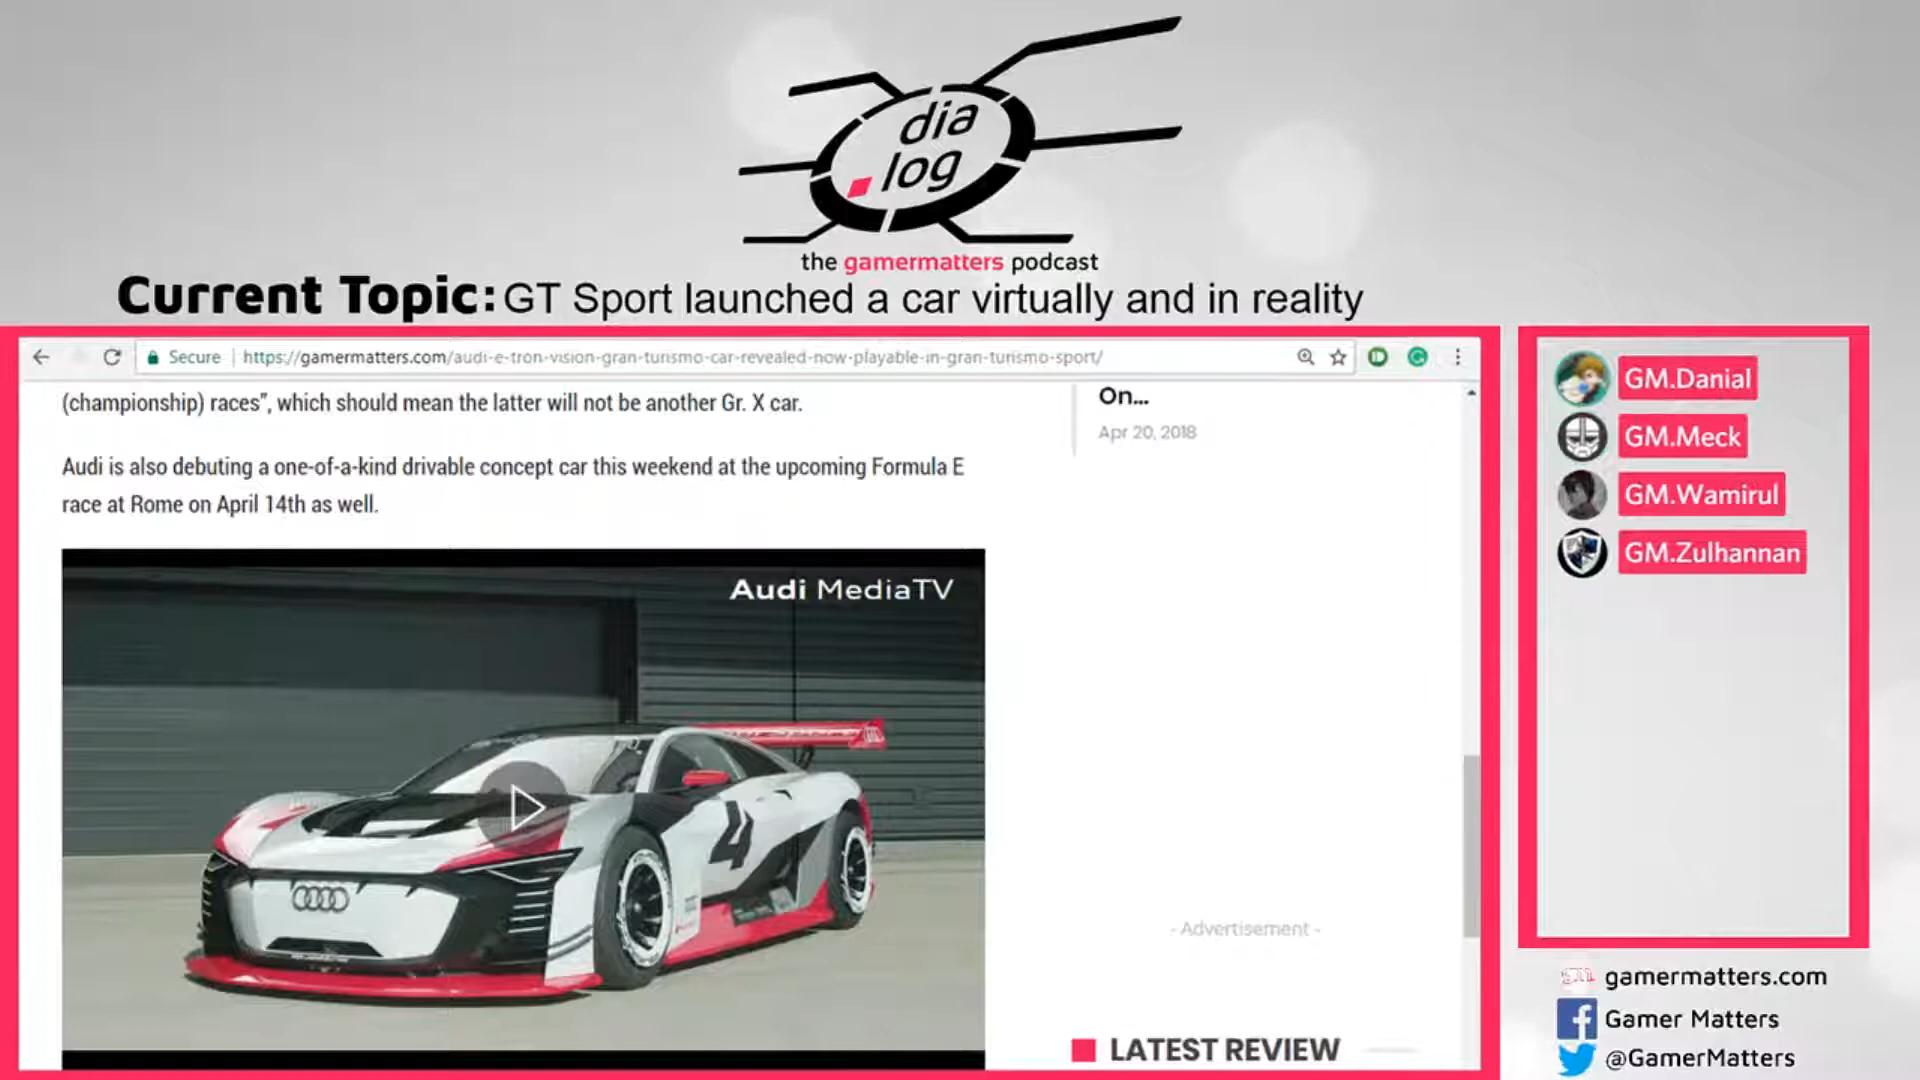 dia
.log
the gamermatters podcast
Current Topic: GT Sport launched a car virtually and in reality
Secure | https://gamermatters.com/audi-e-tron-vision-gran-turismo-car-revealed-now-playable-in-gran-turismo-sport/
(championship) races”, which should mean the latter will not be another Gr. X car.
Audi is also debuting a one-of-a-kind drivable concept car this weekend at the upcoming Formula E
race at Rome on April 14th as well.
On...
Apr 20, 2018
Audi MediaTV
4
- Advertisement -
LATEST REVIEW
GM.Danial
GM.Meck
GM.Wamirul
GM.Zulhannan
gamermatters.com
Gamer Matters
@GamerMatters